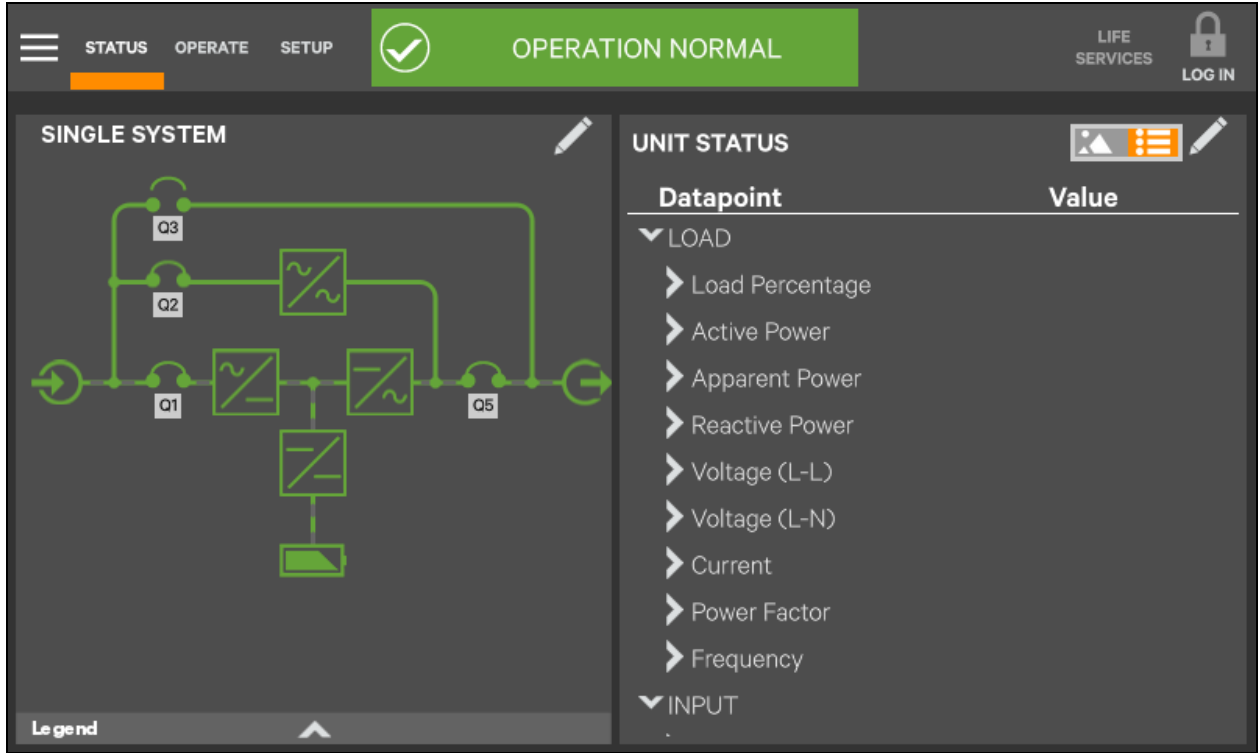 STATUS OPERATE SETUP
OPERATION NORMAL
LIFE
SERVICES
LOG IN
SINGLE SYSTEM
Q3
Q2
Q1
Q5
Legend
UNIT STATUS
Datapoint Value
LOAD
Load Percentage
Active Power
Apparent Power
Reactive Power
Voltage (L-L)
Voltage (L-N)
Current
Power Factor
Frequency
INPUT